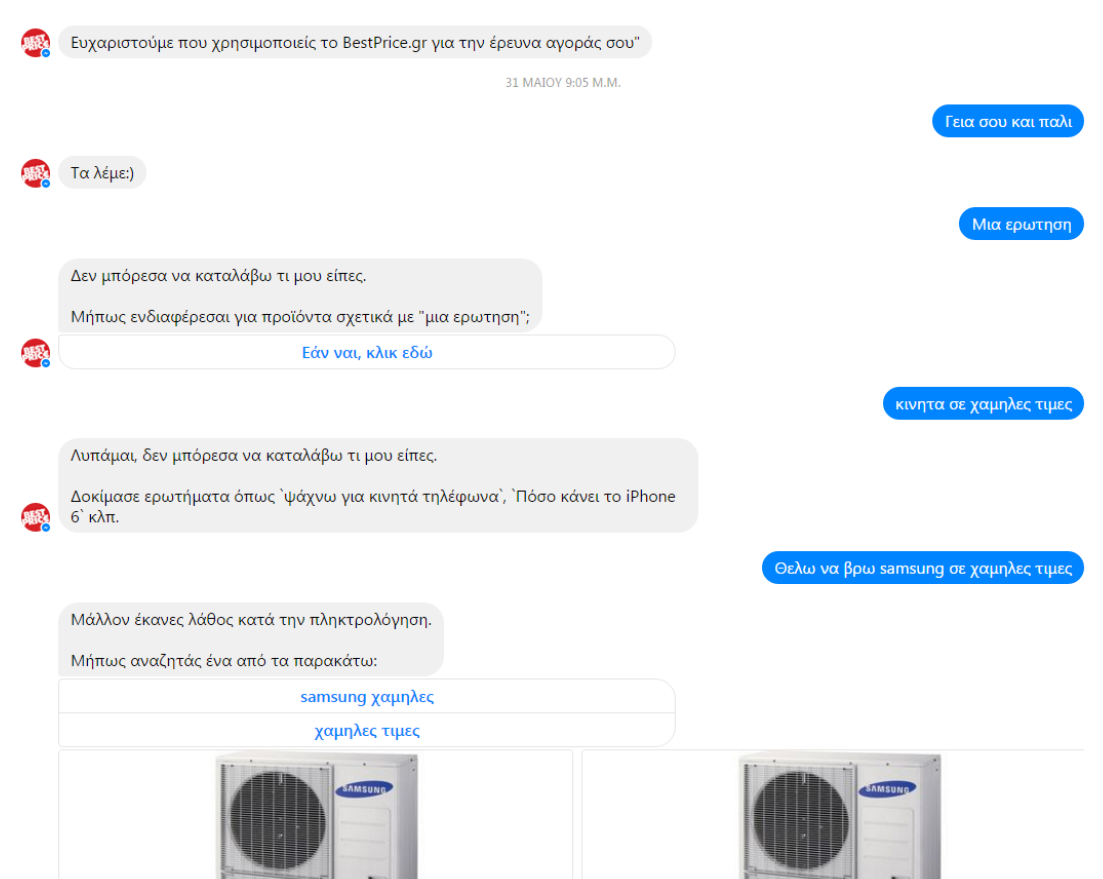 Ευχαριστούμε που χρησιμοποιείς το BestPrice.gr για την έρευνα αγοράς σου"
31 ΜΑΙΟΥ 9:05 Μ.Μ.
Γεια σου και παλι
Τα λέμε:)
Μια ερωτηση
Δεν μπόρεσα να καταλάβω τι μου είπες.
Μήπως ενδιαφέρεσαι για προϊόντα σχετικά με "μια ερωτηση";
Εάν ναι, κλικ εδώ
κινητα σε χαμηλες τιμες
Λυπάμαι, δεν μπόρεσα να καταλάβω τι μου είπες.
Δοκίμασε ερωτήματα όπως `ψάχνω για κινητά τηλέφωνα`, `Πόσο κάνει το iPhone
6` κλπ.
Θελω να βρω samsung σε χαμηλες τιμες
Μάλλον έκανες λάθος κατά την πληκτρολόγηση.
Μήπως αναζητάς ένα από τα παρακάτω:
samsung χαμηλες
χαμηλες τιμες
SAMSUNG
SAMSUNG